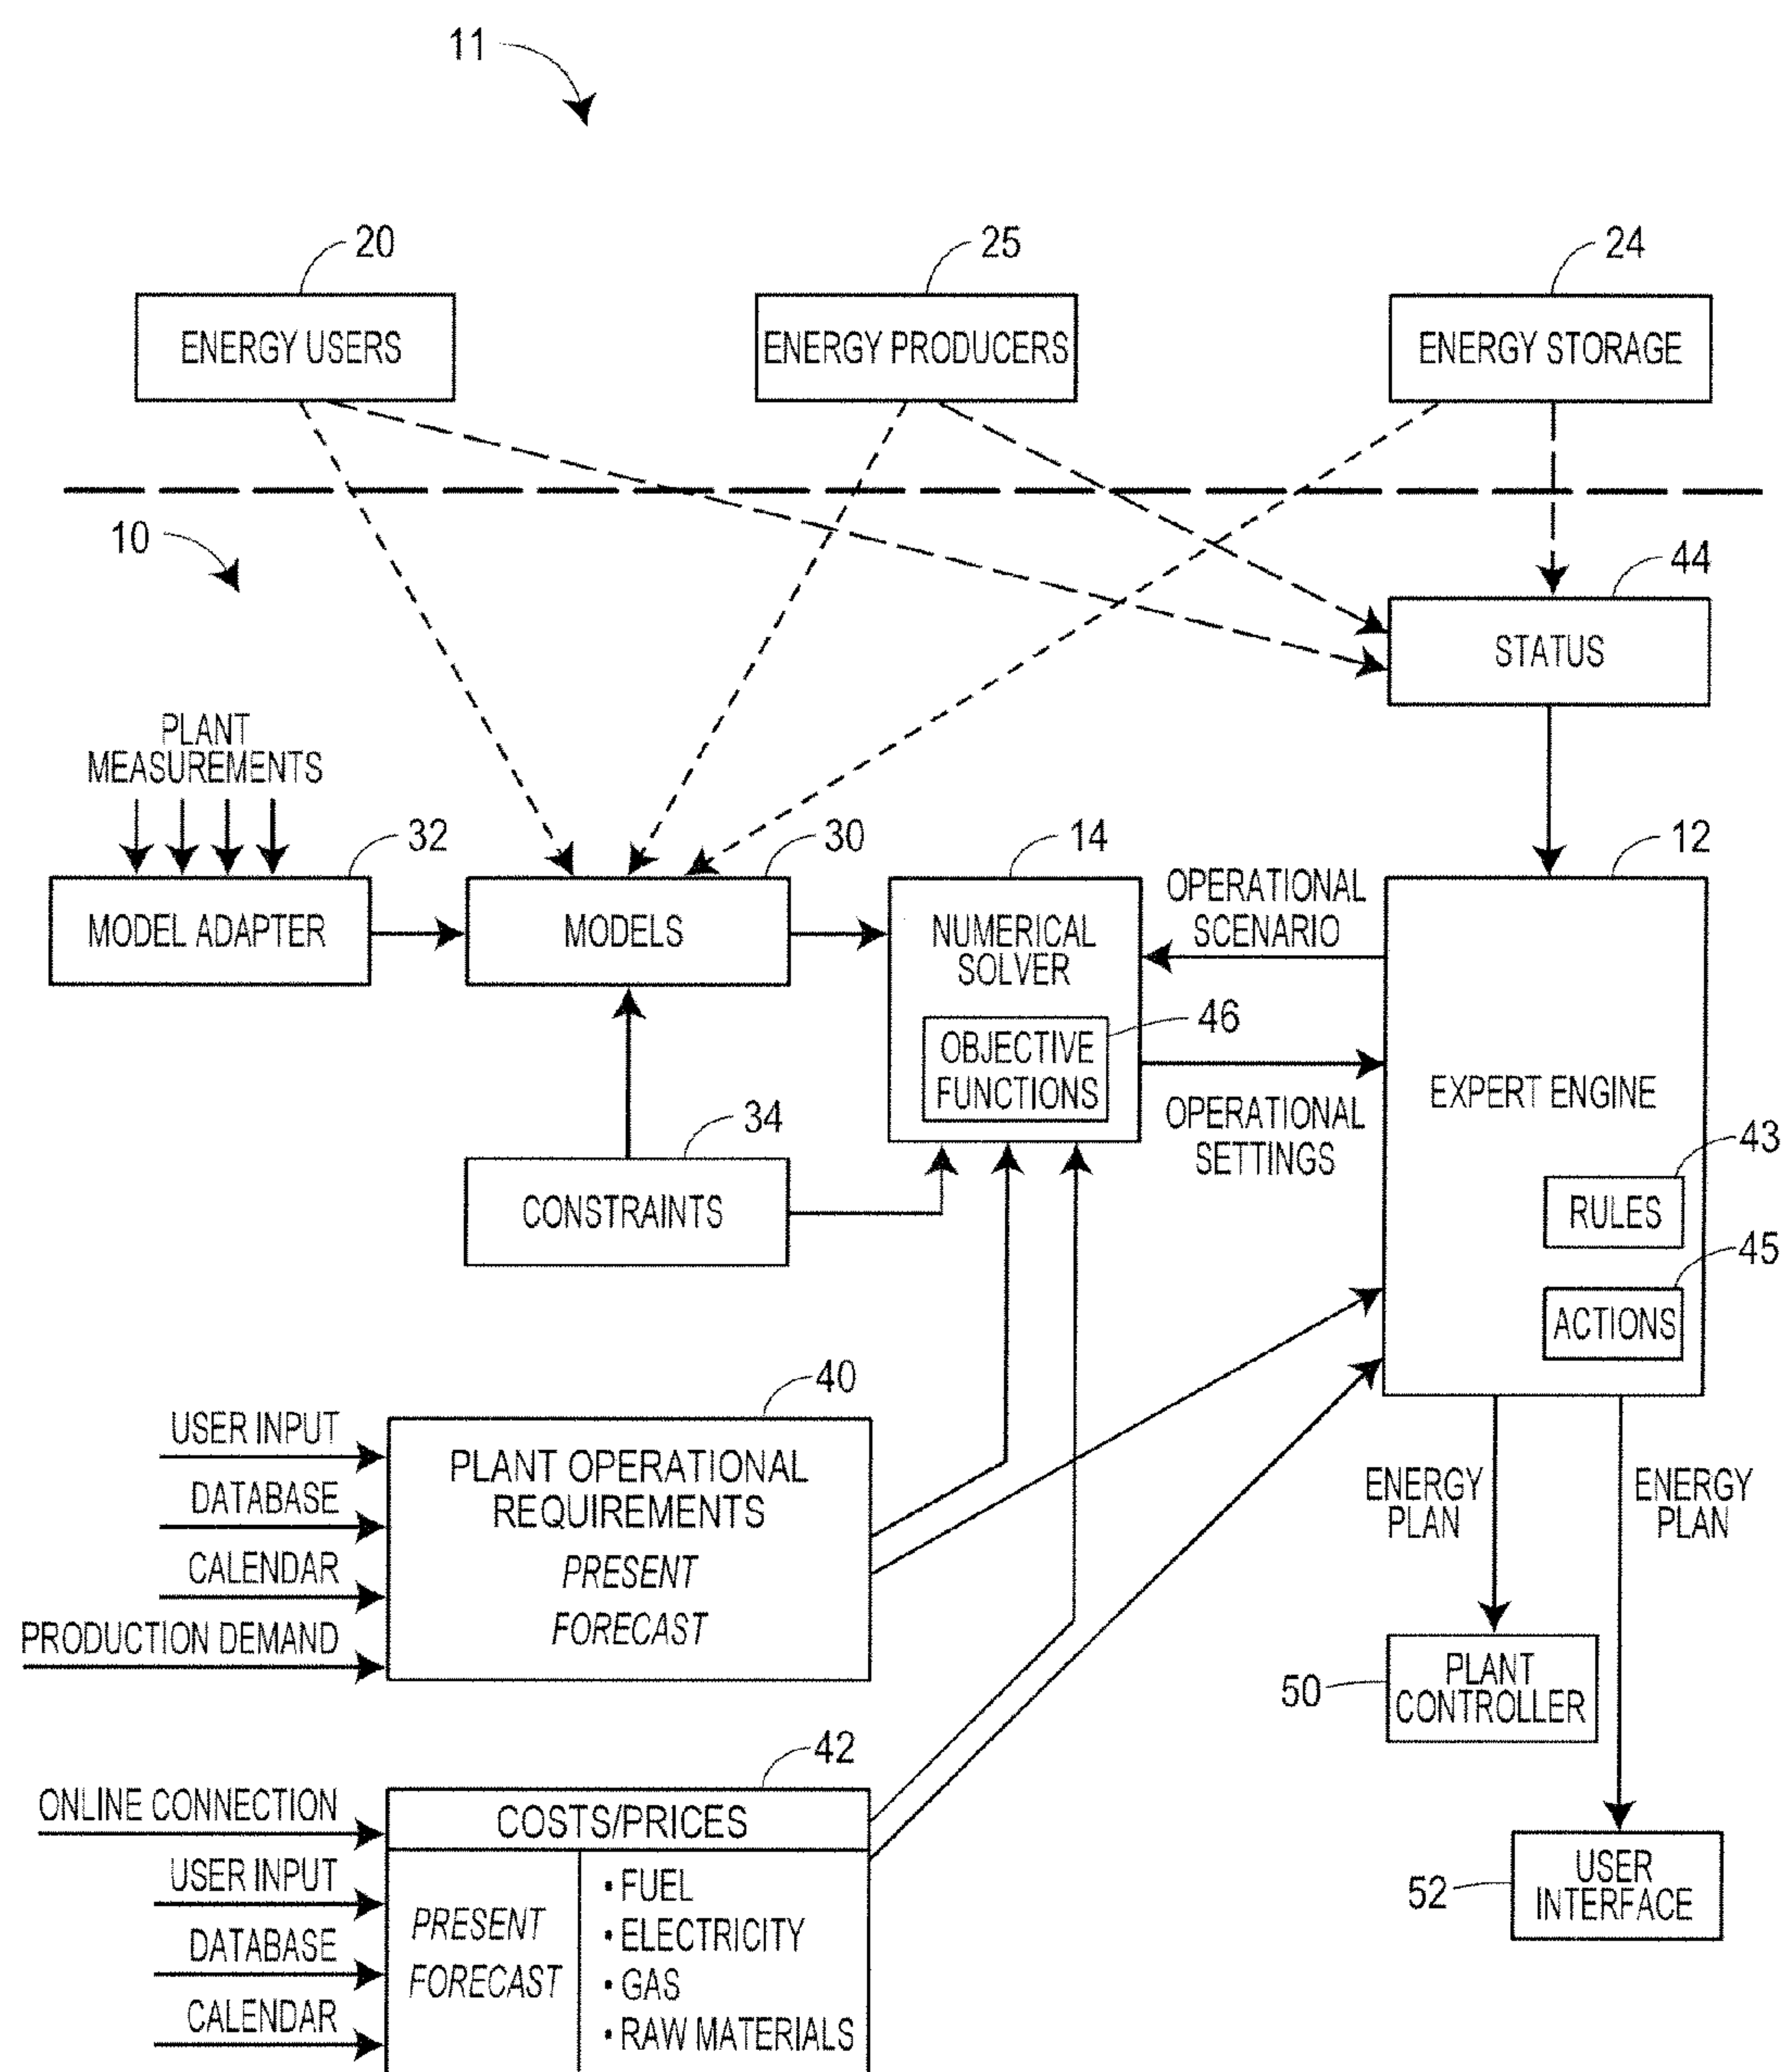 11
20
25
24
ENERGY USERS
ENERGY PRODUCERS
ENERGY STORAGE
10
44
STATUS
PLANT
MEASUREMENTS
32
30
14
12
MODEL ADAPTER
MODELS
NUMERICAL
SOLVER
OPERATIONAL
SCENARIO
46
OBJECTIVE
FUNCTIONS
EXPERT ENGINE
OPERATIONAL
SETTINGS
34
CONSTRAINTS
43
RULES
45
ACTIONS
40
USER INPUT
DATABASE
CALENDAR
PRODUCTION DEMAND
PLANT OPERATIONAL
REQUIREMENTS
PRESENT
FORECAST
ENERGY
PLAN
ENERGY
PLAN
50
PLANT
CONTROLLER
42
ONLINE CONNECTION
USER INPUT
DATABASE
CALENDAR
COSTS/PRICES
PRESENT
FORECAST
• FUEL
• ELECTRICITY
• GAS
• RAW MATERIALS
52
USER
INTERFACE